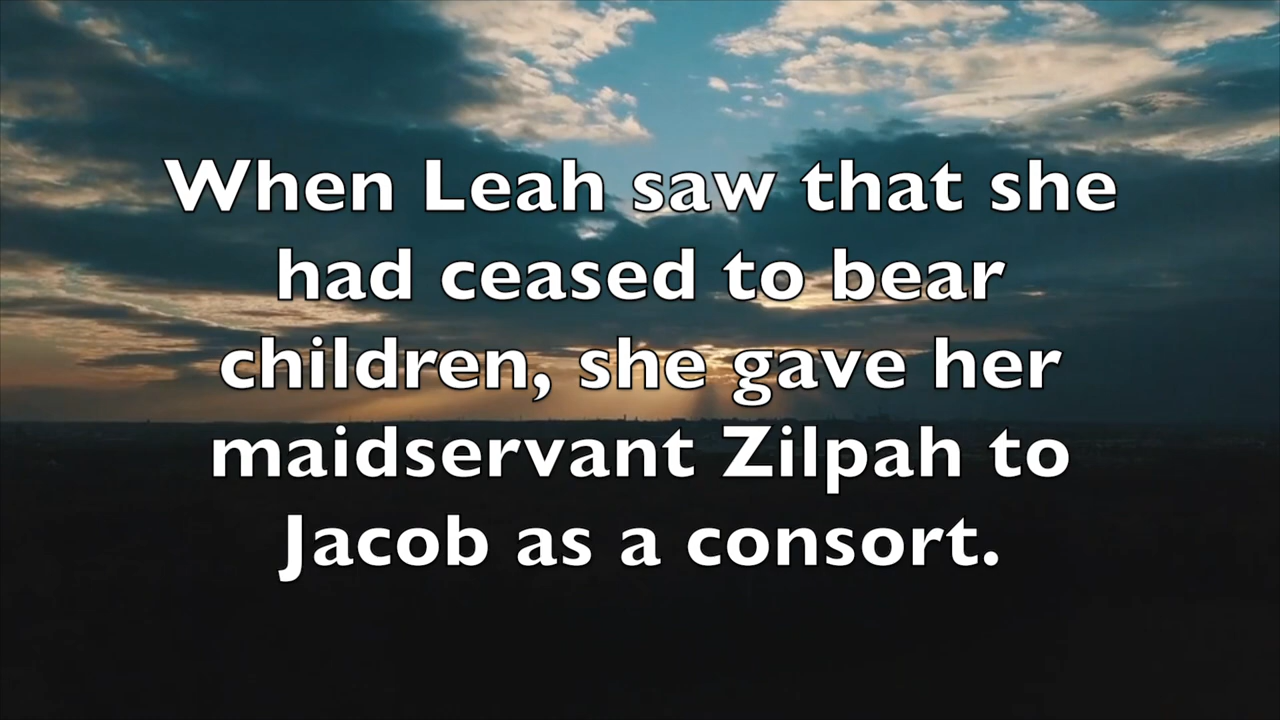 When Leah saw that she
had ceased to bear
children, she gave her
maidservant Zilpah to
Jacob as a consort.